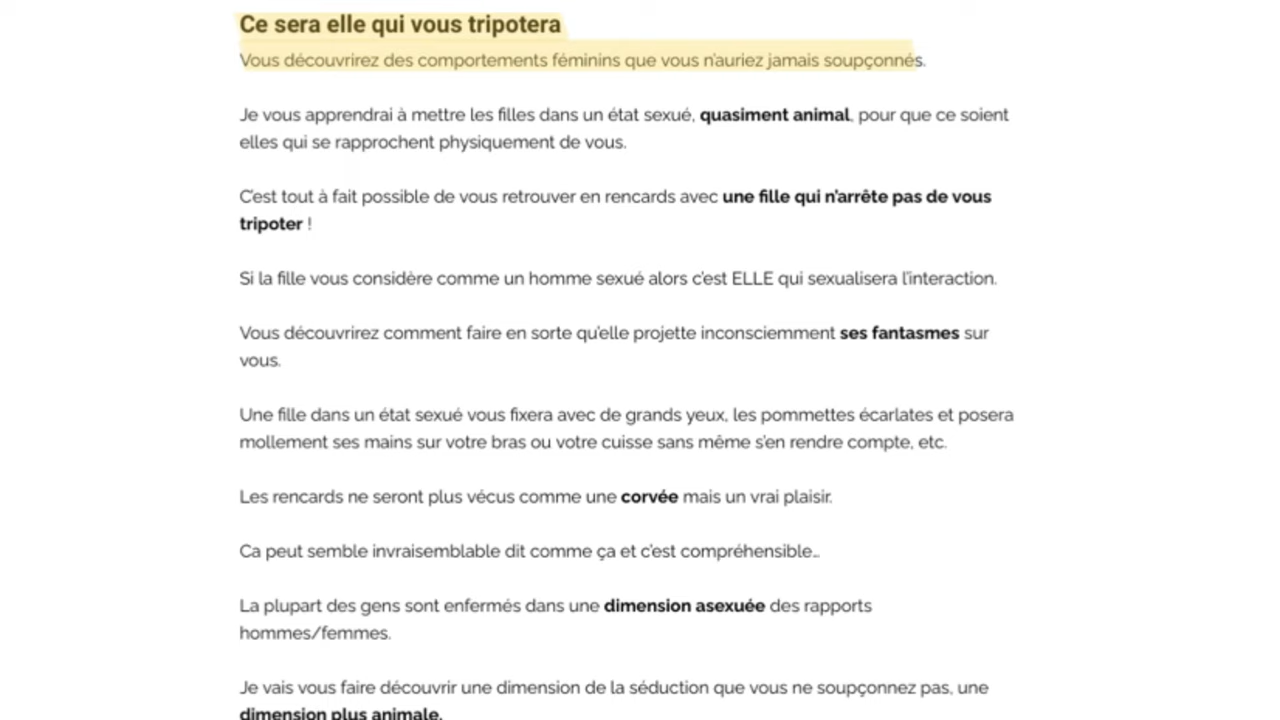 Ce sera elle qui vous tripotera
Vous découvrirez des comportements féminins que vous n'auriez jamais soupçonnés.
Je vous apprendrai à mettre les filles dans un état sexué, quasiment animal, pour que ce soient
elles qui se rapprochent physiquement de vous.
C'est tout à fait possible de vous retrouver en rencards avec une fille qui n'arrête pas de vous
tripoter !
Si la fille vous considère comme un homme sexué alors c'est ELLE qui sexualisera l'interaction.
Vous découvrirez comment faire en sorte qu'elle projette inconsciemment ses fantasmes sur
vous.
Une fille dans un état sexué vous fixera avec de grands yeux, les pommettes écarlates et posera
mollement ses mains sur votre bras ou votre cuisse sans même s'en rendre compte, etc.
Les rencards ne seront plus vécus comme une corvée mais un vrai plaisir.
Ca peut semble invraisemblable dit comme ça et c'est compréhensible…
La plupart des gens sont enfermés dans une dimension asexuée des rapports
hommes/femmes.
Je vais vous faire découvrir une dimension de la séduction que vous ne soupçonnez pas, une
dimension plus animale.